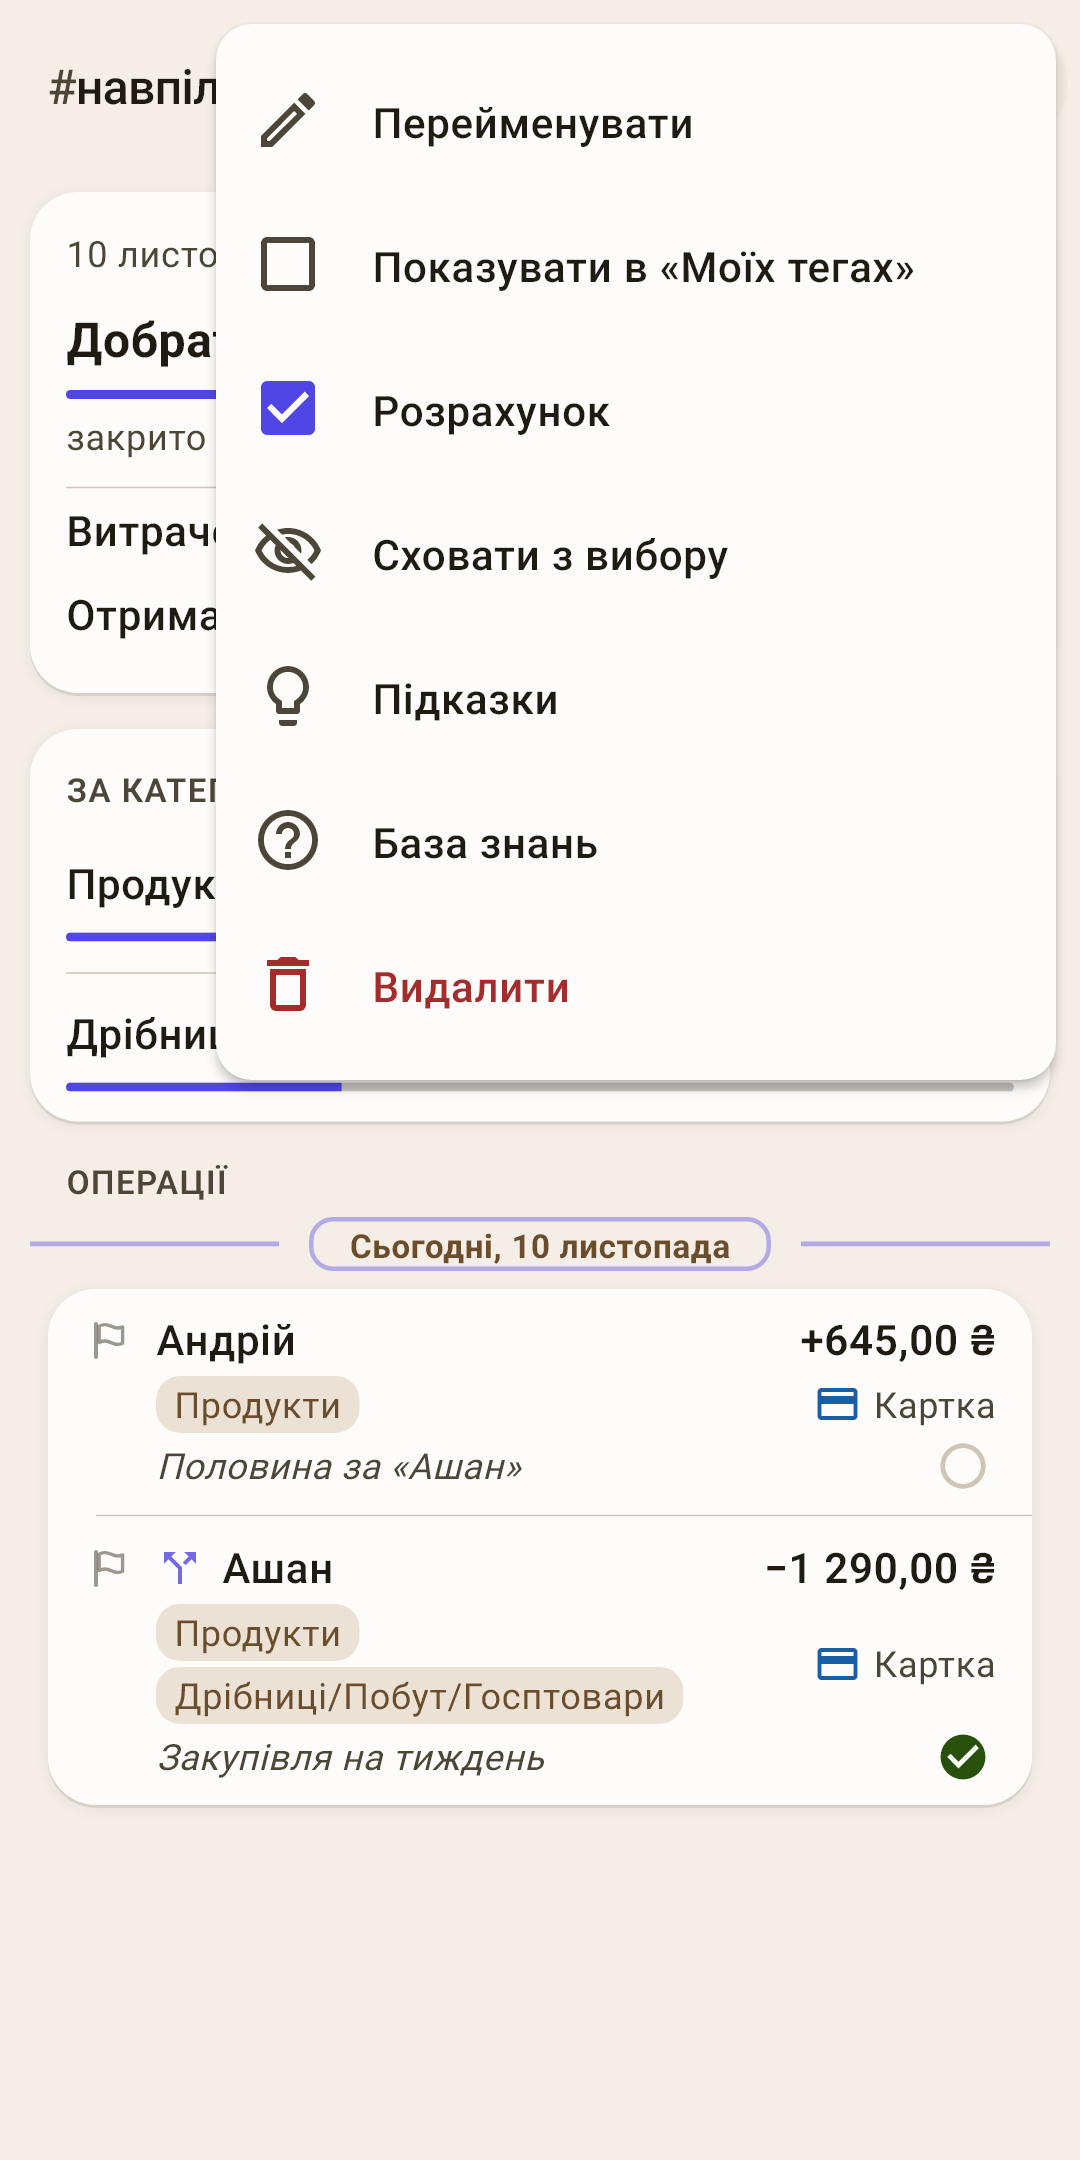 #навпіл
Перейменувати
Показувати в «Моїх тегах»
Розрахунок
Сховати з вибору
Підказки
База знань
Видалити
10 листо
Добра
закрито
Витрач
Отрима
ЗА КАТЕГ
Продук
Дрібни
ОПЕРАЦІЇ
Сьогодні, 10 листопада
Андрій +645,00 ₴
Продукти Картка
Половина за «Ашан»
Ашан −1 290,00 ₴
Продукти
Картка
Дрібниці/Побут/Госптовари
Закупівля на тиждень